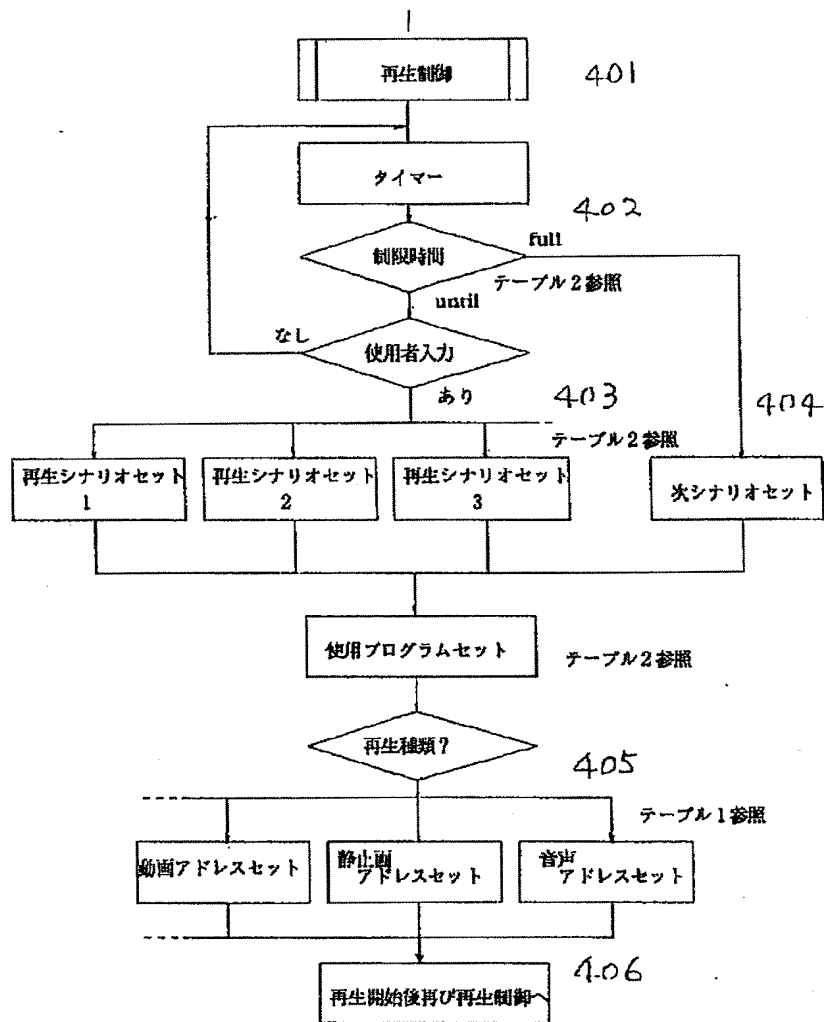 再生制御
401
タイマー
402
制限時間
full
テーブル2参照
until
なし
使用者入力
あり
403
404
テーブル2参照
再生シナリオセット
1
再生シナリオセット
2
再生シナリオセット
3
次シナリオセット
使用プログラムセット
テーブル2参照
再生種類?
405
テーブル1参照
動画アドレスセット
静止画
アドレスセット
音声
アドレスセット
406
再生開始後再び再生制御へ